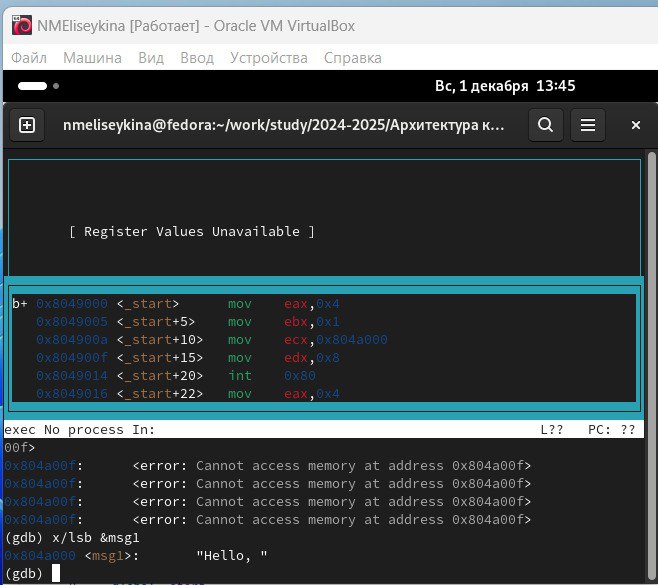 NMEliseykina [Работает] - Oracle VM VirtualBox
Файл Машина Вид Ввод Устройства Справка
Вс, 1 декабря 13:45
nmeliseykina@fedora:~/work/study/2024-2025/Архитектура к...
[ Register Values Unavailable ]
b+ 0x8049000 <_start> mov eax,0x4
0x8049005 <_start+5> mov ebx,0x1
0x804900a <_start+10> mov ecx,0x804a000
0x804900f <_start+15> mov edx,0x8
0x8049014 <_start+20> int 0x80
0x8049016 <_start+22> mov eax,0x4
exec No process In: L?? PC: ??
00f>
0x804a00f: <error: Cannot access memory at address 0x804a00f>
0x804a00f: <error: Cannot access memory at address 0x804a00f>
0x804a00f: <error: Cannot access memory at address 0x804a00f>
0x804a00f: <error: Cannot access memory at address 0x804a00f>
(gdb) x/lsb &msg1
0x804a000 <msg1>: "Hello, "
(gdb)